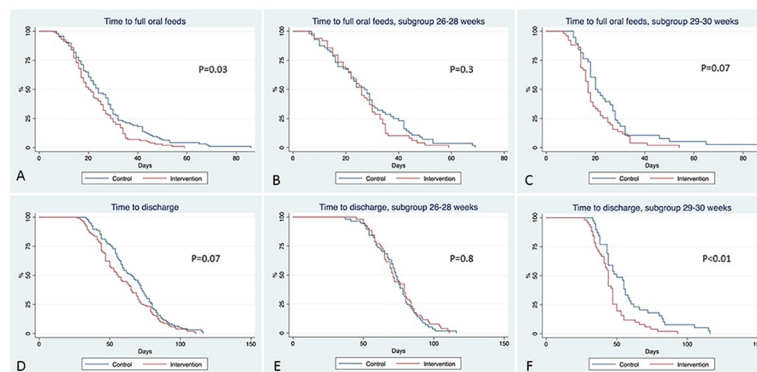 Time to full oral feeds
100
75
%
50
25
0
P=0.03
0 20 40 60 80
Days
A
Control Intervention
Time to full oral feeds, subgroup 26-28 weeks
100
75
%
50
25
0
P=0.3
0 20 40 60 80
Days
B
Control Intervention
Time to full oral feeds, subgroup 29-30 weeks
100
75
%
50
25
0
P=0.07
0 20 40 60 80
Days
C
Control Intervention
Time to discharge
100
75
%
50
25
0
P=0.07
0 50 100 150
Days
D
Control Intervention
Time to discharge, subgroup 26-28 weeks
100
75
%
50
25
0
P=0.8
0 50 100 150
Days
E
Control Intervention
Time to discharge, subgroup 29-30 weeks
100
75
%
50
25
0
P<0.01
0 50 100
Days
F
Control Intervention